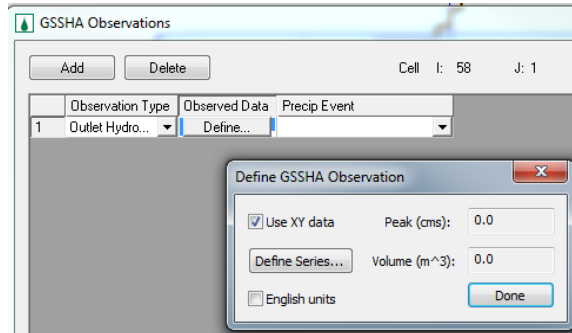 GSSHA Observations
Add Delete Cell I: 58 J: 1
Observation Type Observed Data Precip Event
1 Outlet Hydro... Define...
Define GSSHA Observation
Use XY data Peak (cms): 0.0
Define Series... Volume (m^3): 0.0
English units Done